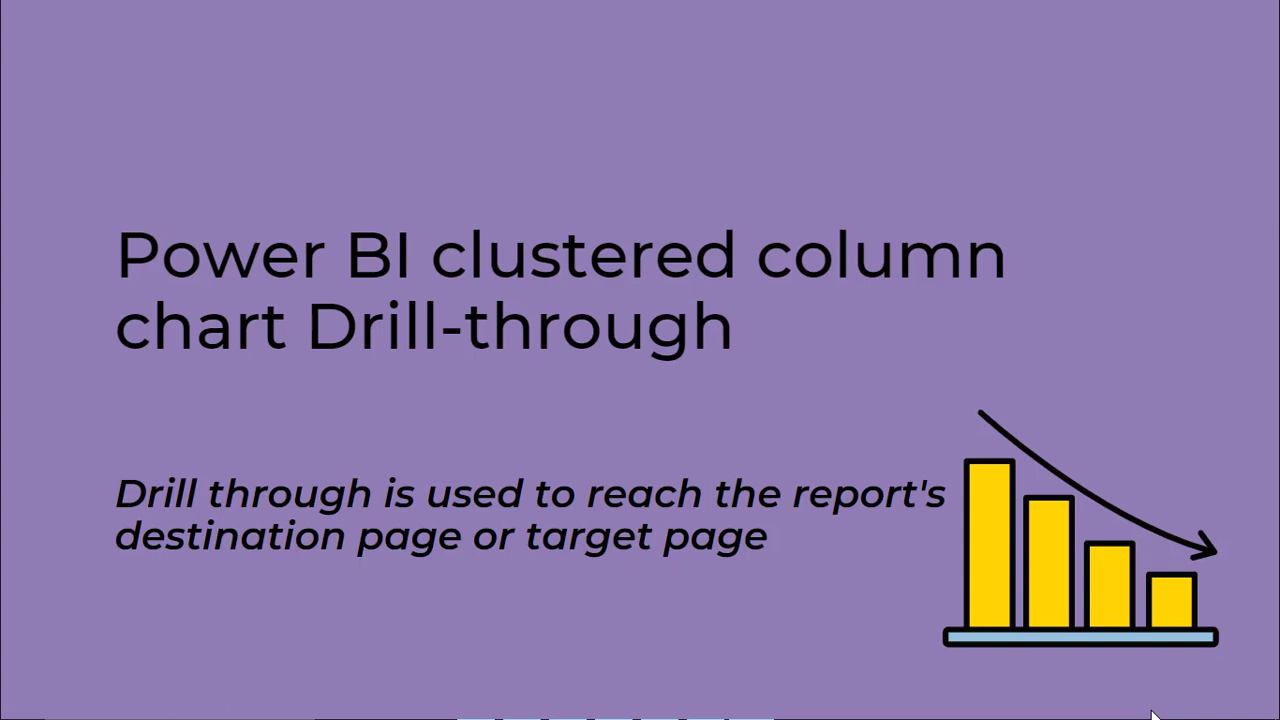 Power BI clustered column
chart Drill-through
Drill through is used to reach the report's
destination page or target page